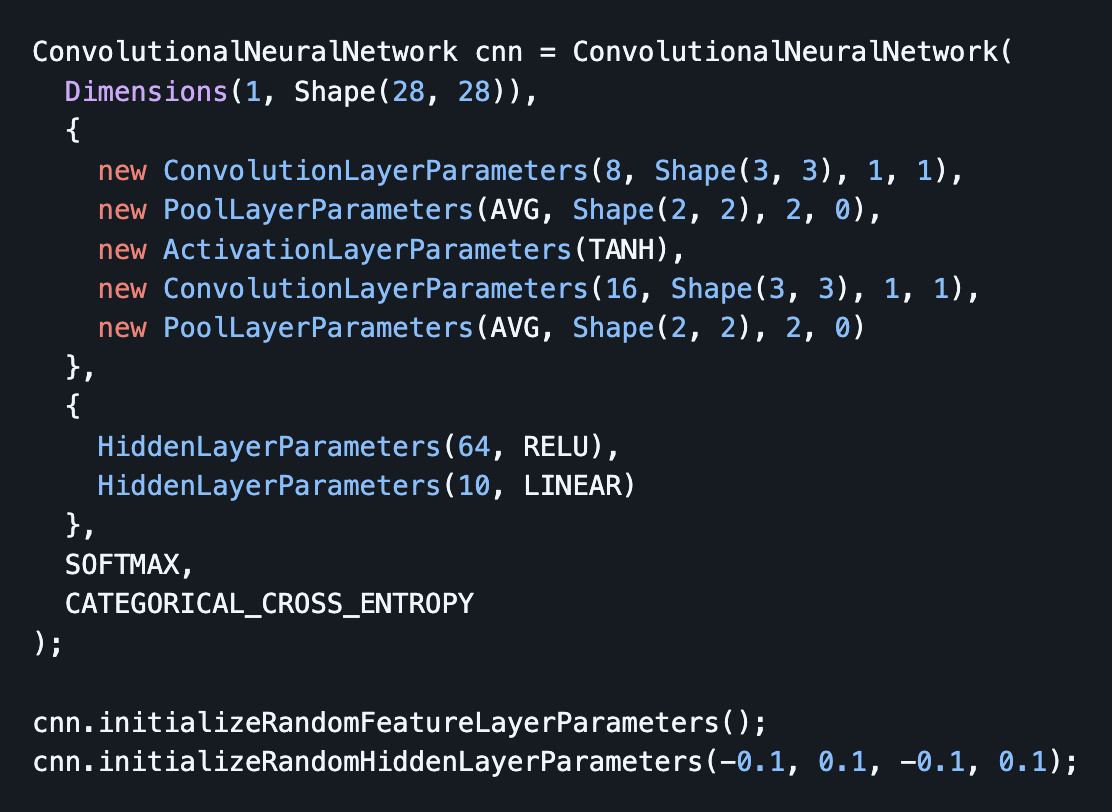 ConvolutionalNeuralNetwork cnn = ConvolutionalNeuralNetwork(
  Dimensions(1, Shape(28, 28)),
  {
    new ConvolutionLayerParameters(8, Shape(3, 3), 1, 1),
    new PoolLayerParameters(AVG, Shape(2, 2), 2, 0),
    new ActivationLayerParameters(TANH),
    new ConvolutionLayerParameters(16, Shape(3, 3), 1, 1),
    new PoolLayerParameters(AVG, Shape(2, 2), 2, 0)
  },
  {
    HiddenLayerParameters(64, RELU),
    HiddenLayerParameters(10, LINEAR)
  },
  SOFTMAX,
  CATEGORICAL_CROSS_ENTROPY
);

cnn.initializeRandomFeatureLayerParameters();
cnn.initializeRandomHiddenLayerParameters(-0.1, 0.1, -0.1, 0.1);